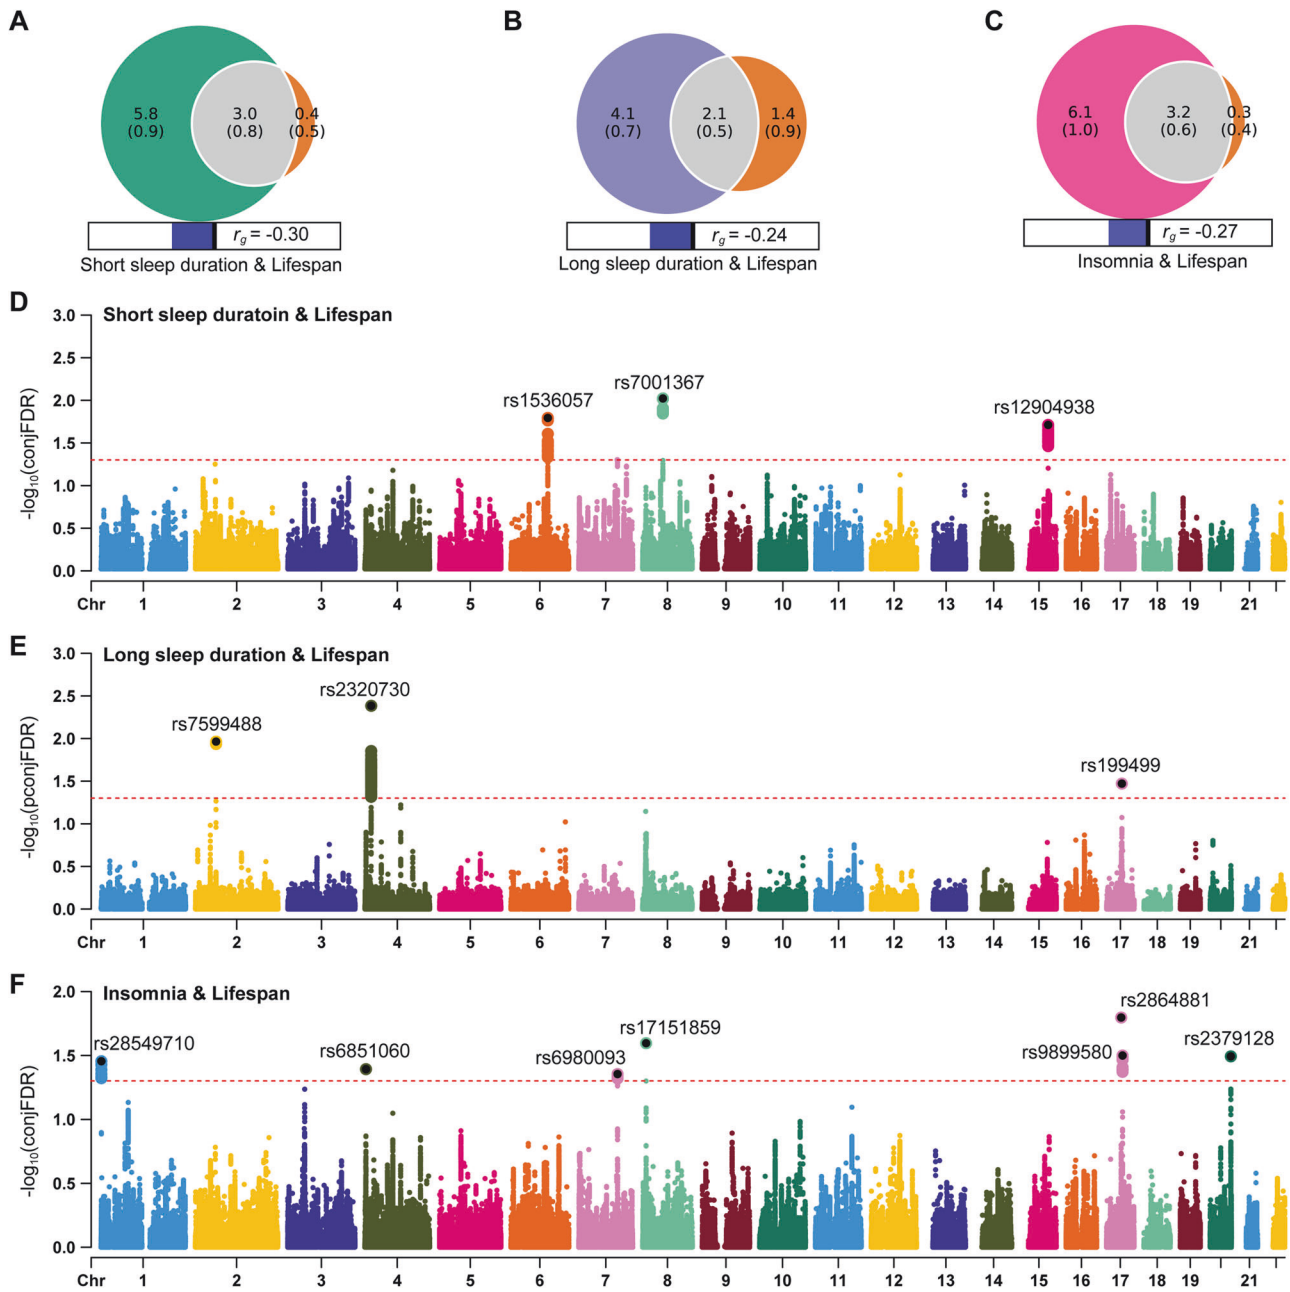 A
B
C
5.8
(0.9)
3.0
(0.8)
0.4
(0.5)
4.1
(0.7)
2.1
(0.5)
1.4
(0.9)
6.1
(1.0)
3.2
(0.6)
0.3
(0.4)
rg = -0.30
rg = -0.24
rg = -0.27
Short sleep duration & Lifespan
Long sleep duration & Lifespan
Insomnia & Lifespan
D
Short sleep duratoin & Lifespan
-log10(conjFDR)
3.0
2.5
2.0
1.5
1.0
0.5
0.0
rs1536057
rs7001367
rs12904938
Chr 1 2 3 4 5 6 7 8 9 10 11 12 13 14 15 16 17 18 19 21
E
Long sleep duration & Lifespan
-log10(pconjFDR)
3.0
2.5
2.0
1.5
1.0
0.5
0.0
rs7599488
rs2320730
rs199499
Chr 1 2 3 4 5 6 7 8 9 10 11 12 13 14 15 16 17 18 19 21
F
Insomnia & Lifespan
-log10(conjFDR)
2.0
1.5
1.0
0.5
0.0
rs28549710
rs6851060
rs6980093
rs17151859
rs9899580
rs2864881
rs2379128
Chr 1 2 3 4 5 6 7 8 9 10 11 12 13 14 15 16 17 18 19 21